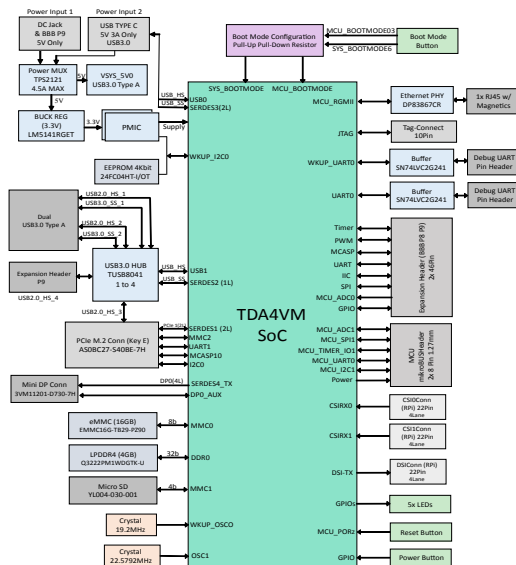 Power Input 1
Power Input 2
DC Jack
& BBB P9
5V Only
USB TYPE C
5V 3A Only
USB3.0
Power MUX
TPS2121
4.5A MAX
5V
VSYS_5V0
USB3.0 Type A
5V
BUCK REG
(3.3V)
LM5141RGET
3.3V
PMIC
Supply
EEPROM 4Kbit
24FC04HT-I/OT
WKUP_I2C0
USB_HS
USB0
USB_SS
SERDES3(2L)
Dual
USB3.0 Type A
USB2.0_HS_1
USB3.0_SS_1
USB2.0_HS_2
USB3.0_SS_2
Expansion Header
P9
USB2.0_HS_4
USB3.0 HUB
TUSB8041
1 to 4
USB_HS
USB1
USB_SS
SERDES2 (1L)
USB2.0_HS_3
PCIe M.2 Conn (Key E)
ASOBC27-S40BE-7H
SERDES1 (2L)
MMC2
UART1
MCASP10
I2C0
Mini DP Conn
3VM11201-D730-7H
DP0(4L)
SERDES4_TX
DP0_AUX
eMMC (16GB)
EMMC16G-TB29-PZ90
8b
MMC0
LPDDR4 (4GB)
Q3222PM1WDGTK-U
32b
DDR0
Micro SD
YL004-030-001
4b
MMC1
Crystal
19.2MHz
WKUP_OSCO
Crystal
22.5792MHz
OSC1
Boot Mode Configuration
Pull-Up Pull-Down
Resistor
MCU_BOOTMODE03
SYS_BOOTMODE6
Boot Mode
Button
SYS_BOOTMODE
MCU_BOOTMODE
TDA4VM
SoC
MCU_RGMII
Ethernet PHY
DP83867CR
1x RJ45 w/
Magnetics
JTAG
Tag-Connect
10Pin
WKUP_UART0
Buffer
SN74LVC2G241
Debug UART
Pin Header
UART0
Buffer
SN74LVC2G241
Debug UART
Pin Header
Timer
PWM
MCASP
UART
IIC
SPI
MCU_ADC0
GPIO
Expansion Header (BBB P8 P9)
2x 46Pin
MCU_ADC1
MCU_SPI1
MCU_TIMER_IO1
MCU_UART0
MCU_I2C1
Power
MCU
mikroBUSHeader
2x 8 Pin 1.27mm
CSIRX0
CSI0Conn
(RPi) 22Pin
4Lane
CSIRX1
CSI1Conn
(RPi) 22Pin
4Lane
DSI-TX
DSIConn (RPi)
22Pin
4Lane
GPIOs
5x LEDs
MCU_PORz
Reset Button
GPIO
Power Button